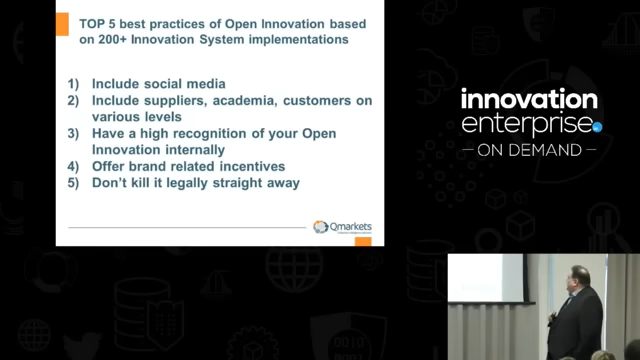 TOP 5 best practices of Open Innovation based
on 200+ Innovation System implementations
1) Include social media
2) Include suppliers, academia, customers on
various levels
3) Have a high recognition of your Open
Innovation internally
4) Offer brand related incentives
5) Don't kill it legally straight away
Qmarkets
innovation
enterprise
— ON DEMAND —